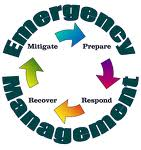 Emergency
Mitigate Prepare
Recover Respond
Management